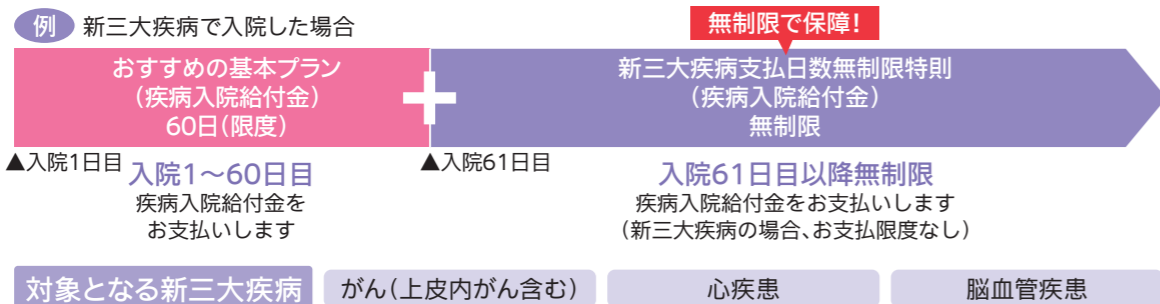 例 新三大疾病で入院した場合
無制限で保障!
おすすめの基本プラン
(疾病入院給付金)
60日(限度)
+
新三大疾病支払日数無制限特則
(疾病入院給付金)
無制限
▲入院1日目
入院1〜60日目
疾病入院給付金を
お支払いします
▲入院61日目
入院61日目以降無制限
疾病入院給付金をお支払いします
(新三大疾病の場合、お支払限度なし)
対象となる新三大疾病
がん(上皮内がん含む)
心疾患
脳血管疾患